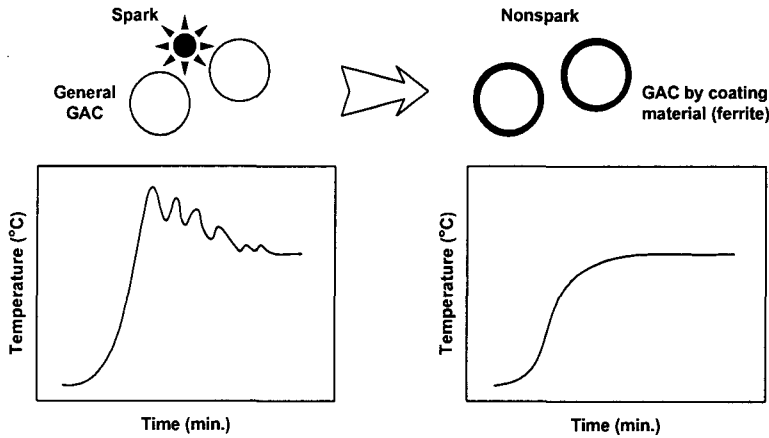 Spark
General
GAC
Nonspark
GAC by coating
material (ferrite)
Temperature (°C)
Time (min.)
Temperature (°C)
Time (min.)